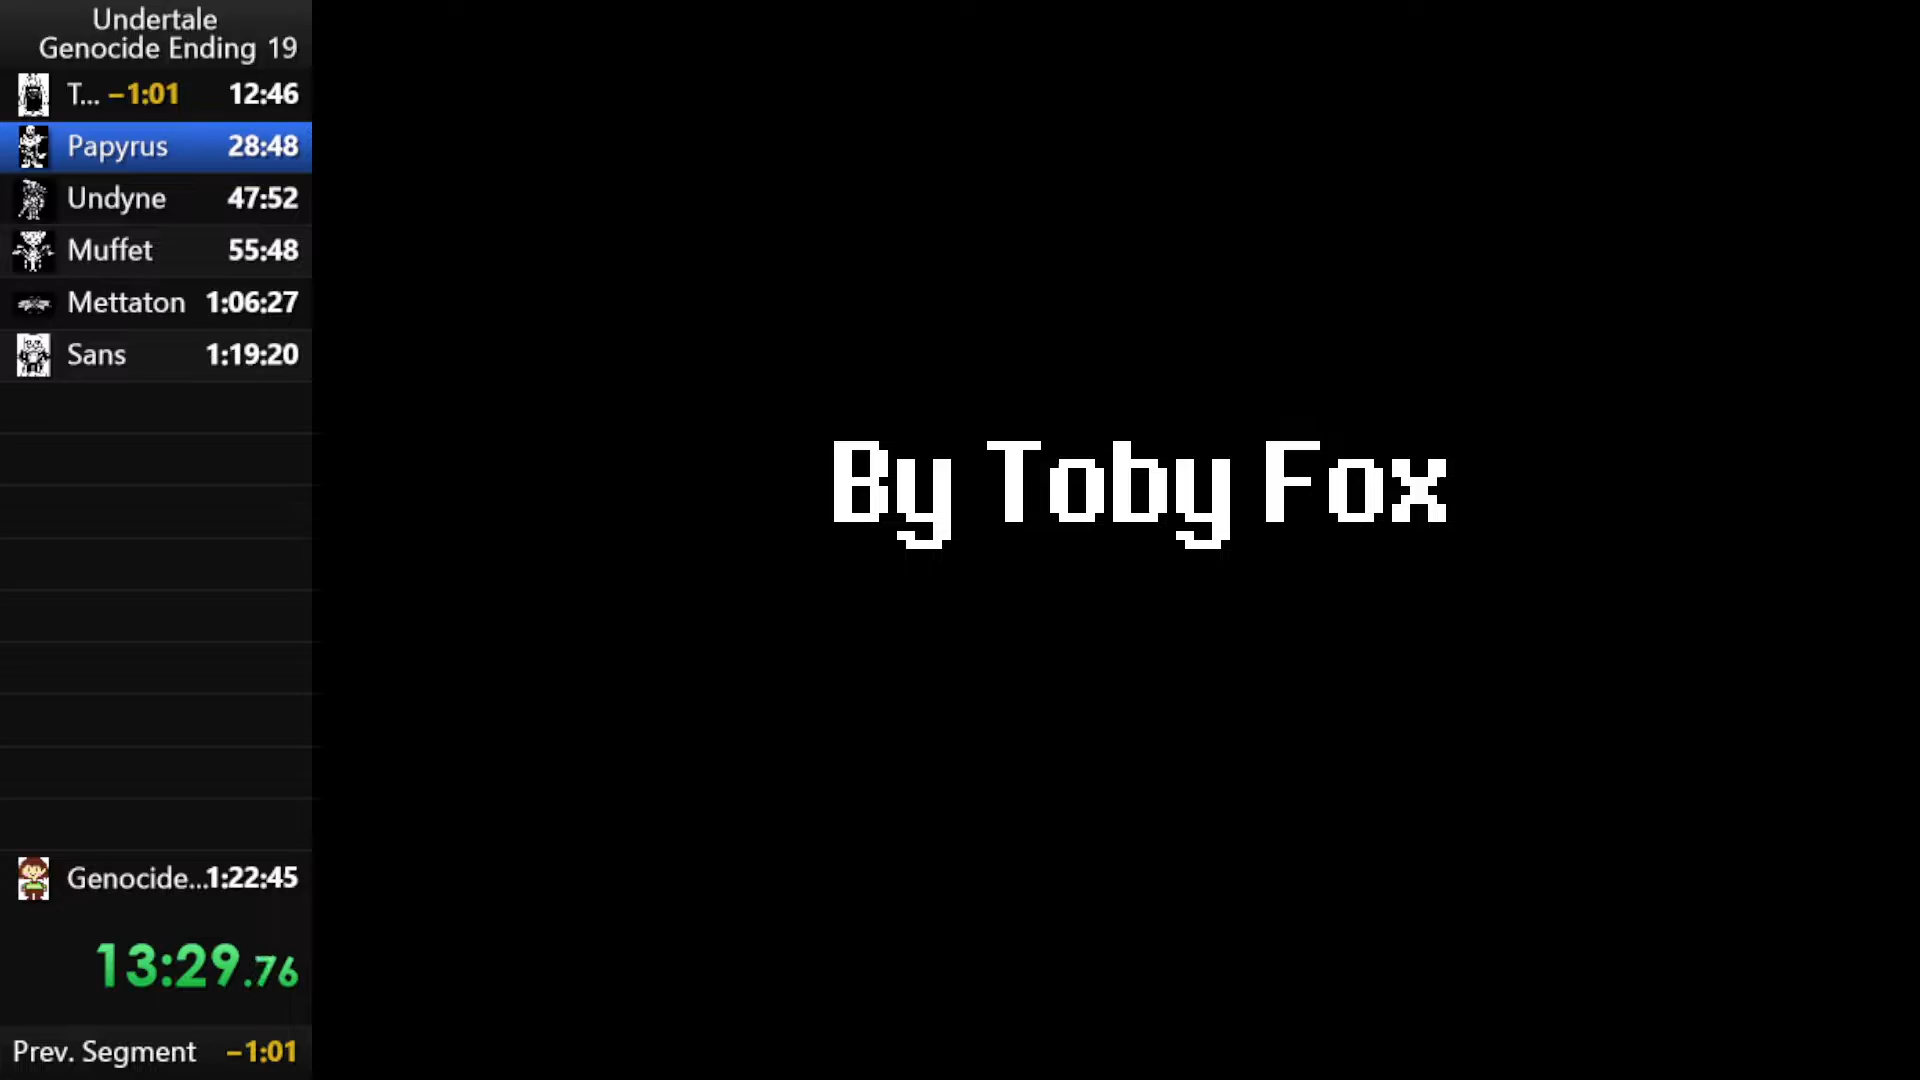 Undertale
Genocide Ending 19
T... −1:01 12:46
Papyrus 28:48
Undyne 47:52
Muffet 55:48
Mettaton 1:06:27
Sans 1:19:20
By Toby Fox
Genocide...1:22:45
13:29.76
Prev. Segment −1:01